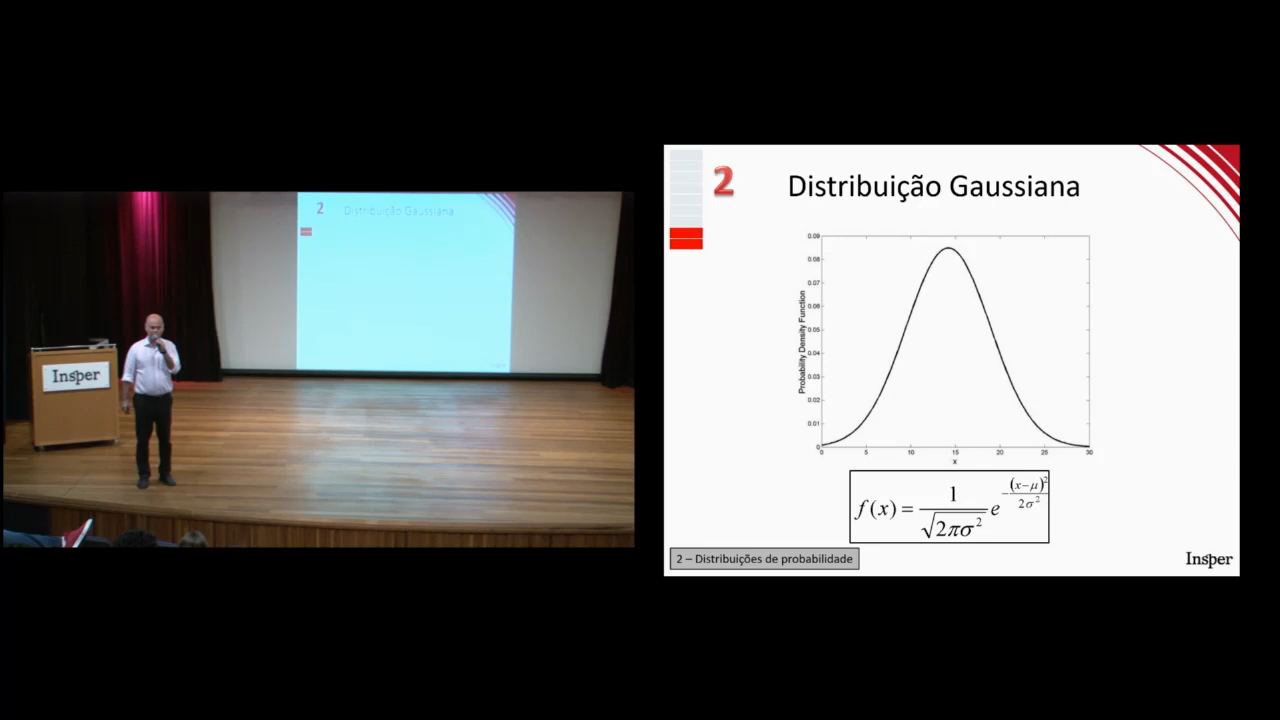 Insper
2
Distribuição Gaussiana
2
Distribuição Gaussiana
0.09
0.08
0.07
0.06
0.05
0.04
0.03
0.02
0.01
0
Probability Density Function
0 5 10 15 20 25 30
x
f(x) = 1/√(2πσ²) e^(-(x-μ)²/(2σ²))
2 – Distribuições de probabilidade
Insper